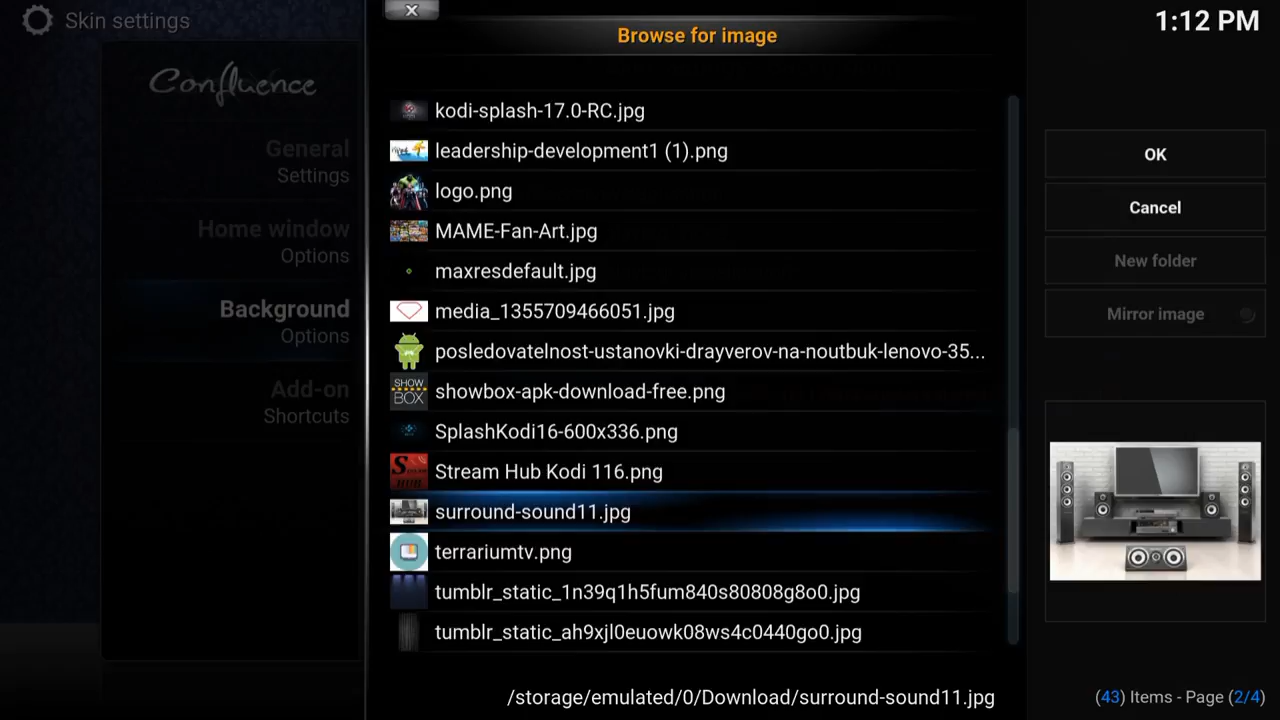 Skin settings
Confluence
General
Settings
Home window
Options
Background
Options
Add-on
Shortcuts
Browse for image
kodi-splash-17.0-RC.jpg
leadership-development1 (1).png
logo.png
MAME-Fan-Art.jpg
maxresdefault.jpg
media_1355709466051.jpg
posledovatelnost-ustanovki-drayverov-na-noutbuk-lenovo-35...
showbox-apk-download-free.png
SHOW
BOX
SplashKodi16-600x336.png
Stream Hub Kodi 116.png
surround-sound11.jpg
terrariumtv.png
tumblr_static_1n39q1h5fum840s80808g8o0.jpg
tumblr_static_ah9xjl0euowk08ws4c0440go0.jpg
/storage/emulated/0/Download/surround-sound11.jpg
1:12 PM
OK
Cancel
New folder
Mirror image
(43) Items - Page (2/4)